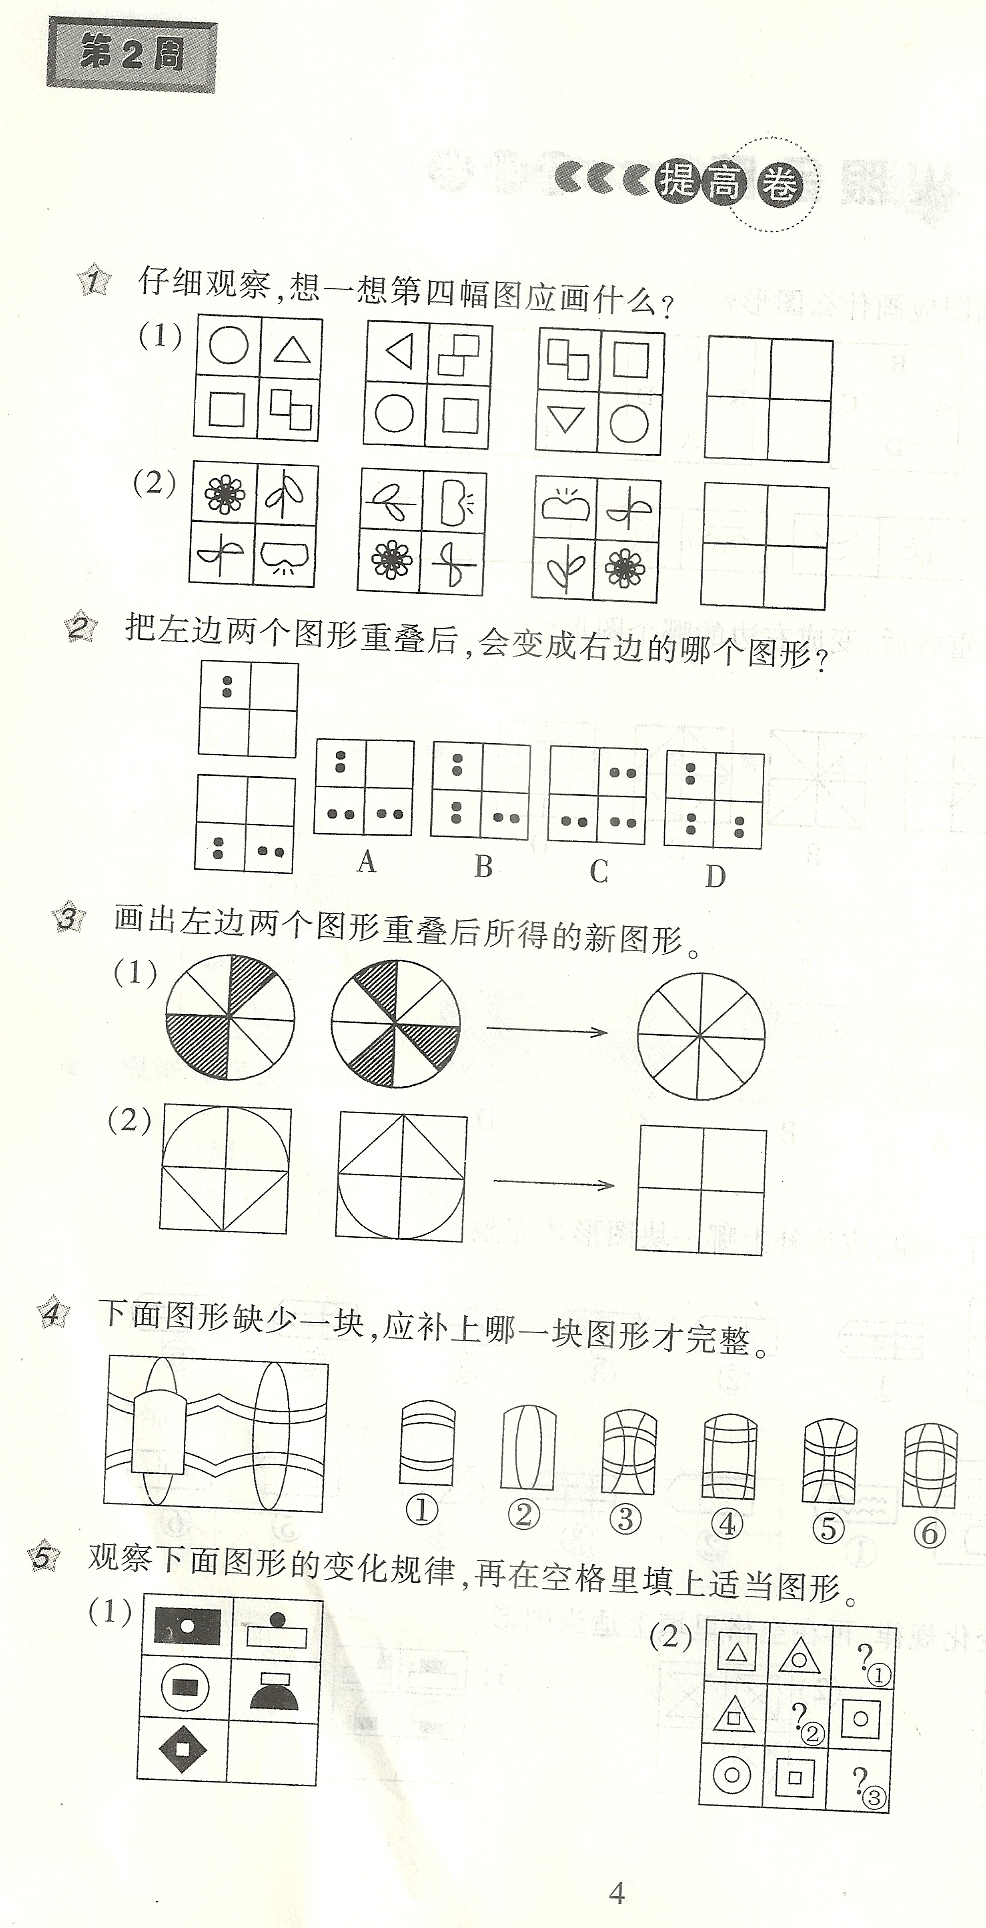 第2周
提高卷
1 仔细观察,想一想第四幅图应画什么?
(1)
(2)
2 把左边两个图形重叠后,会变成右边的哪个图形?
A B C D
3 画出左边两个图形重叠后所得的新图形。
(1)
(2)
4 下面图形缺少一块,应补上哪一块图形才完整。
① ② ③ ④ ⑤ ⑥
5 观察下面图形的变化规律,再在空格里填上适当图形。
(1)
(2)
?①
?②
?③
4